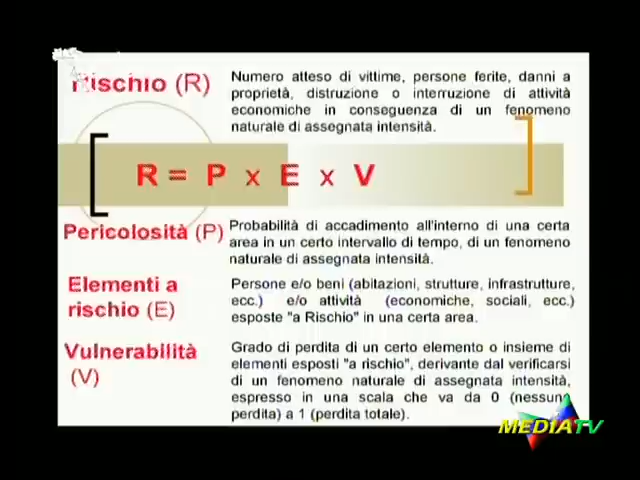 Rischio (R)
Numero atteso di vittime, persone ferite, danni a
proprietà, distruzione o interruzione di attività
economiche in conseguenza di un fenomeno
naturale di assegnata intensità.
R = P x E x V
Pericolosità (P)
Probabilità di accadimento all'interno di una certa
area in un certo intervallo di tempo, di un fenomeno
naturale di assegnata intensità.
Elementi a
rischio (E)
Persone e/o beni (abitazioni, strutture, infrastrutture,
ecc.) e/o attività (economiche, sociali, ecc.)
esposte "a Rischio" in una certa area.
Vulnerabilità
(V)
Grado di perdita di un certo elemento o insieme di
elementi esposti "a rischio", derivante dal verificarsi
di un fenomeno naturale di assegnata intensità,
espresso in una scala che va da 0 (nessuna
perdita) a 1 (perdita totale).
MEDIATV